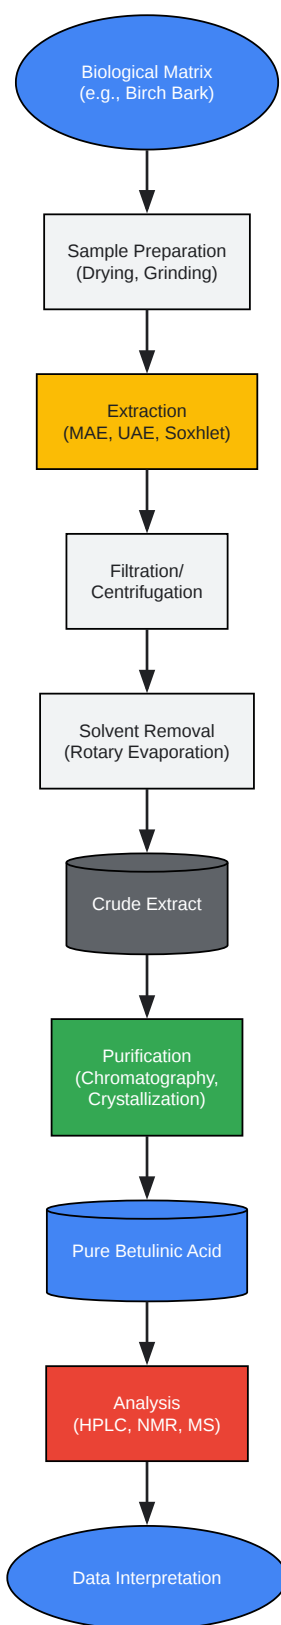 Biological Matrix
(e.g., Birch Bark)
Sample Preparation
(Drying, Grinding)
Extraction
(MAE, UAE, Soxhlet)
Filtration/
Centrifugation
Solvent Removal
(Rotary Evaporation)
Crude Extract
Purification
(Chromatography,
Crystallization)
Pure Betulinic Acid
Analysis
(HPLC, NMR, MS)
Data Interpretation